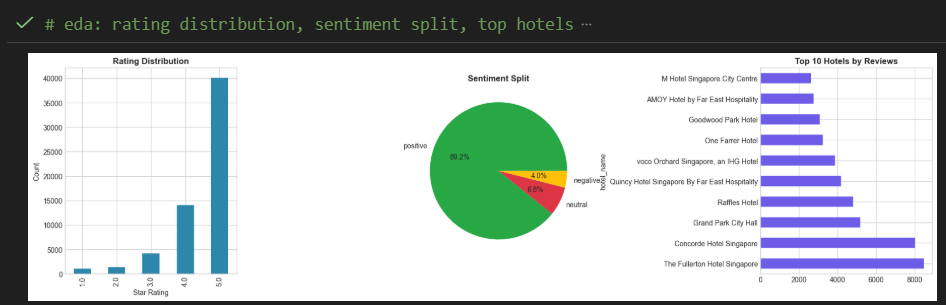 # eda: rating distribution, sentiment split, top hotels ···
Rating Distribution
40000
35000
30000
25000
20000
15000
10000
5000
0
Count
1.0
2.0
3.0
4.0
5.0
Star Rating
Sentiment Split
positive
89.2%
4.0%
negative
6.8%
neutral
Top 10 Hotels by Reviews
hotel_name
M Hotel Singapore City Centre
AMOY Hotel by Far East Hospitality
Goodwood Park Hotel
One Farrer Hotel
voco Orchard Singapore, an IHG Hotel
Quincy Hotel Singapore By Far East Hospitality
Raffles Hotel
Grand Park City Hall
Concorde Hotel Singapore
The Fullerton Hotel Singapore
0
2000
4000
6000
8000